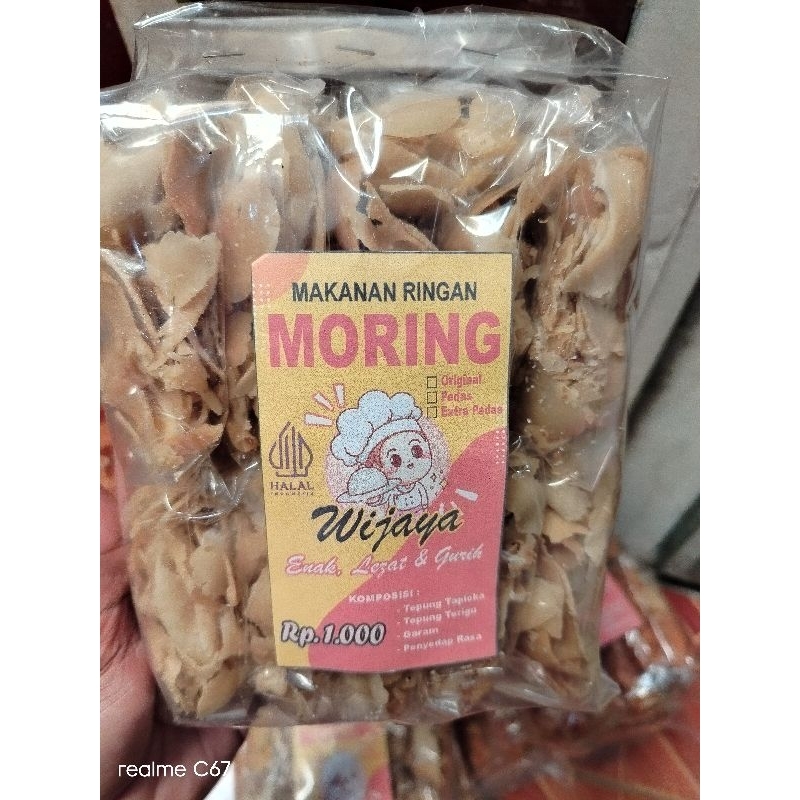 MAKANAN RINGAN
MORING
Original
Pedas
Extra Pedas
HALAL
INDONESIA
Wijaya
Enak, Lezat & Gurih
KOMPOSISI :
- Tepung Tapioka
- Tepung Terigu
- Garam
- Penyedap Rasa
Rp.1.000
realme C67